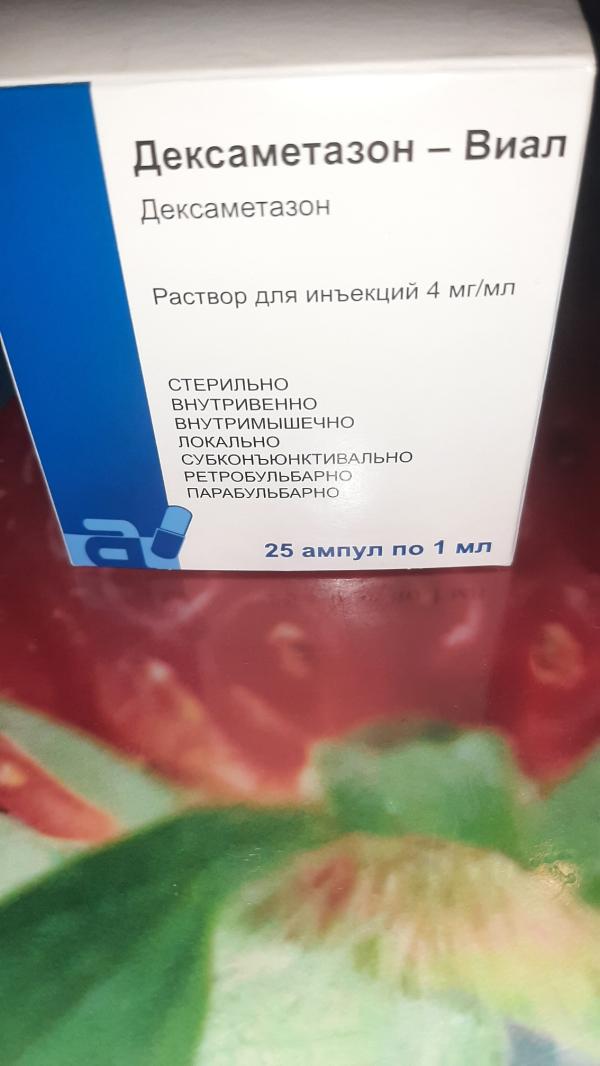 Дексаметазон – Виал
Дексаметазон
Раствор для инъекций 4 мг/мл
СТЕРИЛЬНО
ВНУТРИВЕННО
ВНУТРИМЫШЕЧНО
ЛОКАЛЬНО
СУБКОНЪЮНКТИВАЛЬНО
РЕТРОБУЛЬБАРНО
ПАРАБУЛЬБАРНО
25 ампул по 1 мл